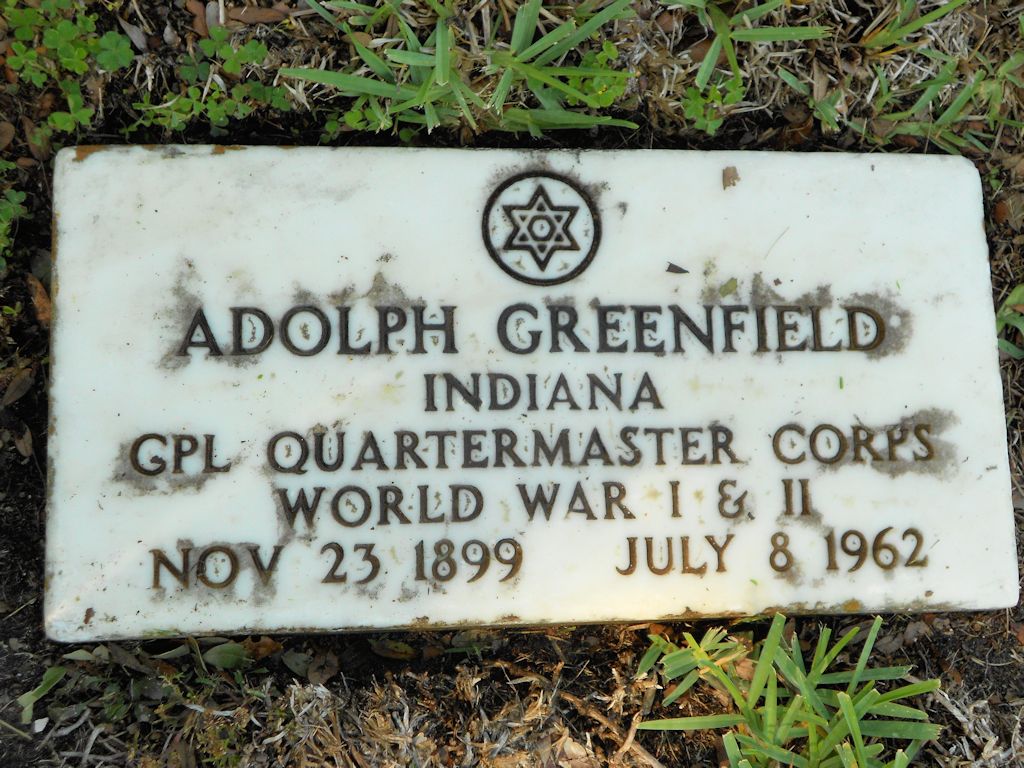 ADOLPH GREENFIELD
INDIANA
CPL QUARTERMASTER CORPS
WORLD WAR I & II
NOV 23 1899 JULY 8 1962